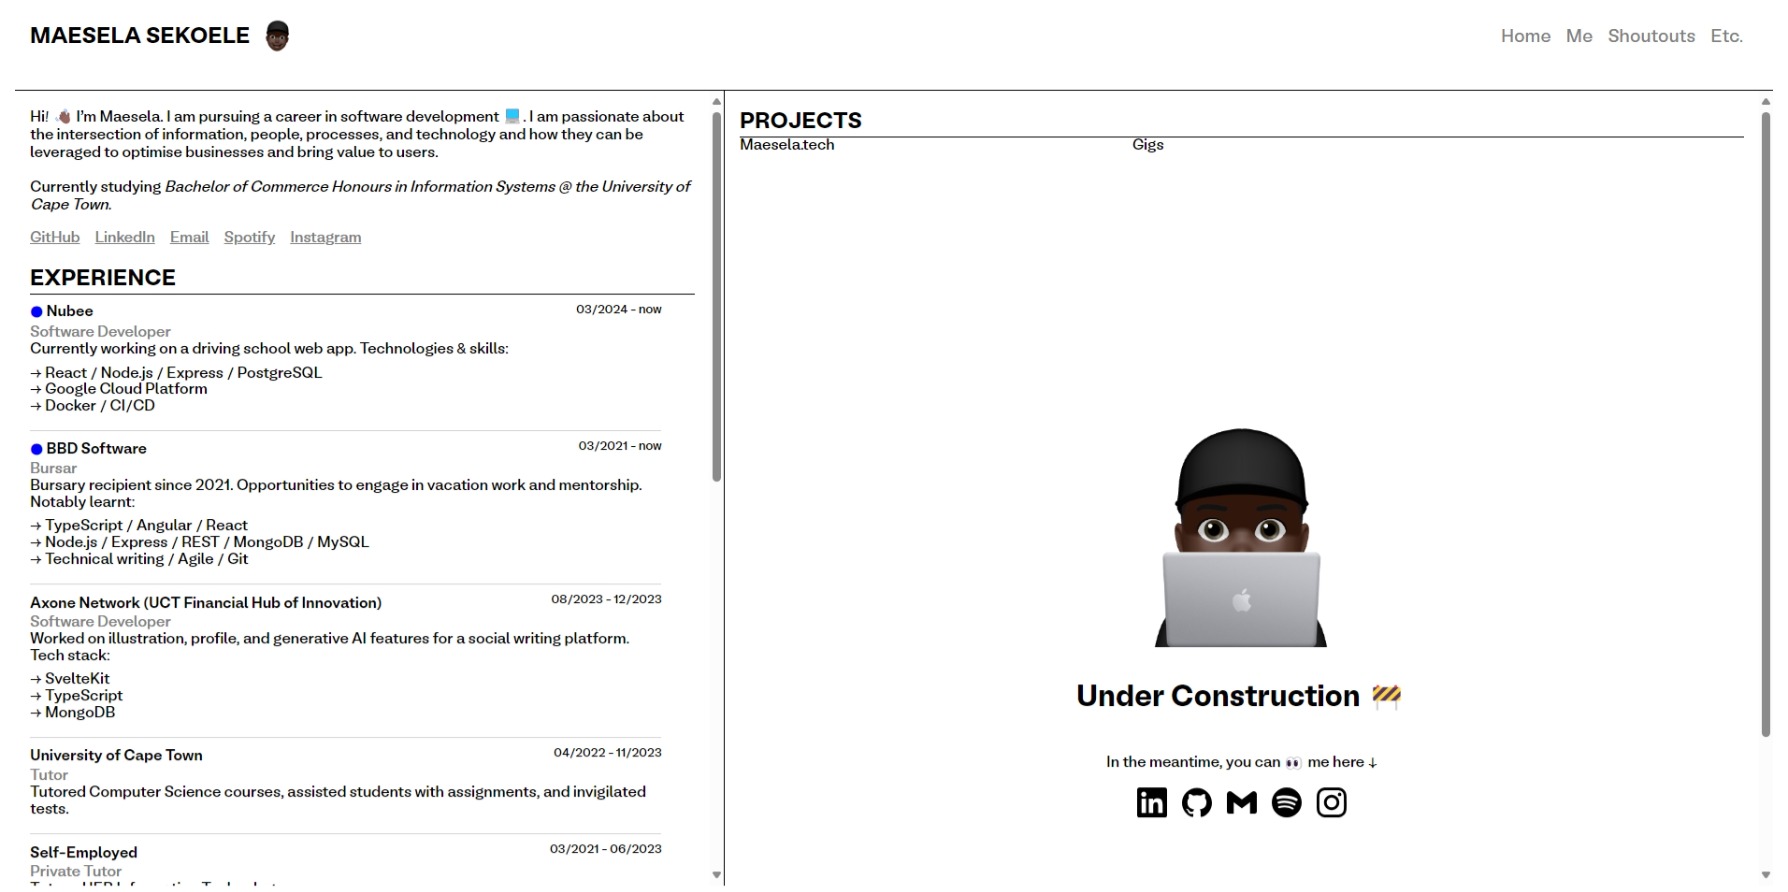 MAESELA SEKOELE
Home Me Shoutouts Etc.
Hi! 👋🏿 I'm Maesela. I am pursuing a career in software development 💻. I am passionate about
the intersection of information, people, processes, and technology and how they can be
leveraged to optimise businesses and bring value to users.
Currently studying Bachelor of Commerce Honours in Information Systems @ the University of
Cape Town.
GitHub LinkedIn Email Spotify Instagram
EXPERIENCE
Nubee 03/2024 - now
Software Developer
Currently working on a driving school web app. Technologies & skills:
→ React / Node.js / Express / PostgreSQL
→ Google Cloud Platform
→ Docker / CI/CD
BBD Software 03/2021 - now
Bursar
Bursary recipient since 2021. Opportunities to engage in vacation work and mentorship.
Notably learnt:
→ TypeScript / Angular / React
→ Node.js / Express / REST / MongoDB / MySQL
→ Technical writing / Agile / Git
Axone Network (UCT Financial Hub of Innovation) 08/2023 - 12/2023
Software Developer
Worked on illustration, profile, and generative AI features for a social writing platform.
Tech stack:
→ SvelteKit
→ TypeScript
→ MongoDB
University of Cape Town 04/2022 - 11/2023
Tutor
Tutored Computer Science courses, assisted students with assignments, and invigilated
tests.
Self-Employed 03/2021 - 06/2023
Private Tutor
PROJECTS
Maesela.tech Gigs
Under Construction 🚧
In the meantime, you can 👀 me here ↓
in